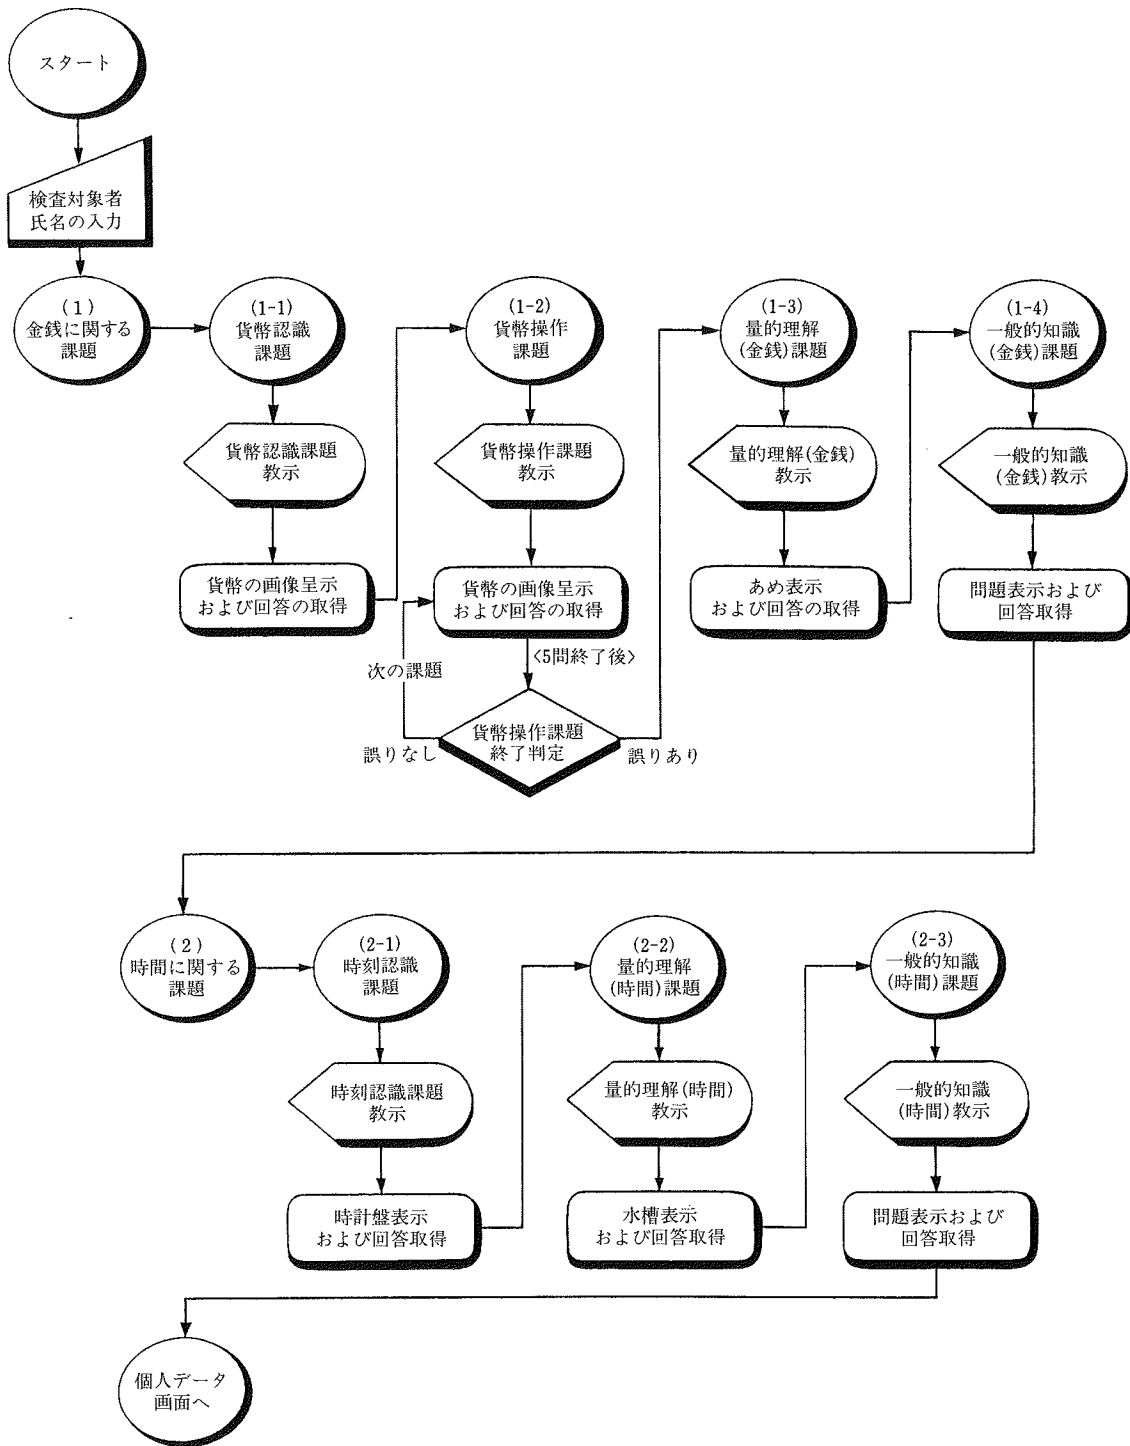 スタート
検査対象者
氏名の入力
(1)
金銭に関する
課題
(1-1)
貨幣認識
課題
貨幣認識課題
教示
貨幣の画像呈示
および回答の取得
(1-2)
貨幣操作
課題
貨幣操作課題
教示
貨幣の画像呈示
および回答の取得
〈5問終了後〉
次の課題
貨幣操作課題
終了判定
誤りなし
誤りあり
(1-3)
量的理解
(金銭)課題
量的理解(金銭)
教示
あめ表示
および回答の取得
(1-4)
一般的知識
(金銭)課題
一般的知識
(金銭)教示
問題表示および
回答取得
(2)
時間に関する
課題
(2-1)
時刻認識
課題
時刻認識課題
教示
時計盤表示
および回答取得
(2-2)
量的理解
(時間)課題
量的理解(時間)
教示
水槽表示
および回答取得
(2-3)
一般的知識
(時間)課題
一般的知識
(時間)教示
問題表示および
回答取得
個人データ
画面へ